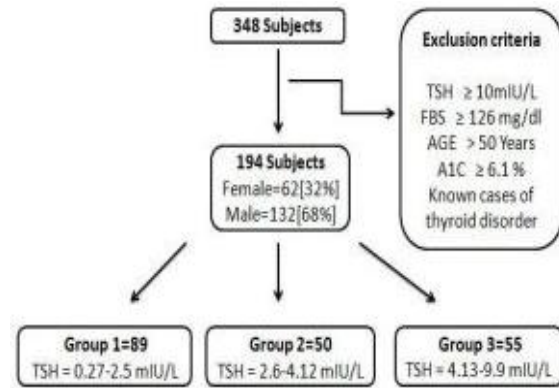 348 Subjects
Exclusion criteria
TSH ≥ 10mIU/L
FBS ≥ 126 mg/dl
AGE > 50 Years
A1C ≥ 6.1 %
Known cases of
thyroid disorder
194 Subjects
Female=62[32%]
Male=132[68%]
Group 1=89
TSH = 0.27-2.5 mIU/L
Group 2=50
TSH = 2.6-4.12 mIU/L
Group 3=55
TSH = 4.13-9.9 mIU/L